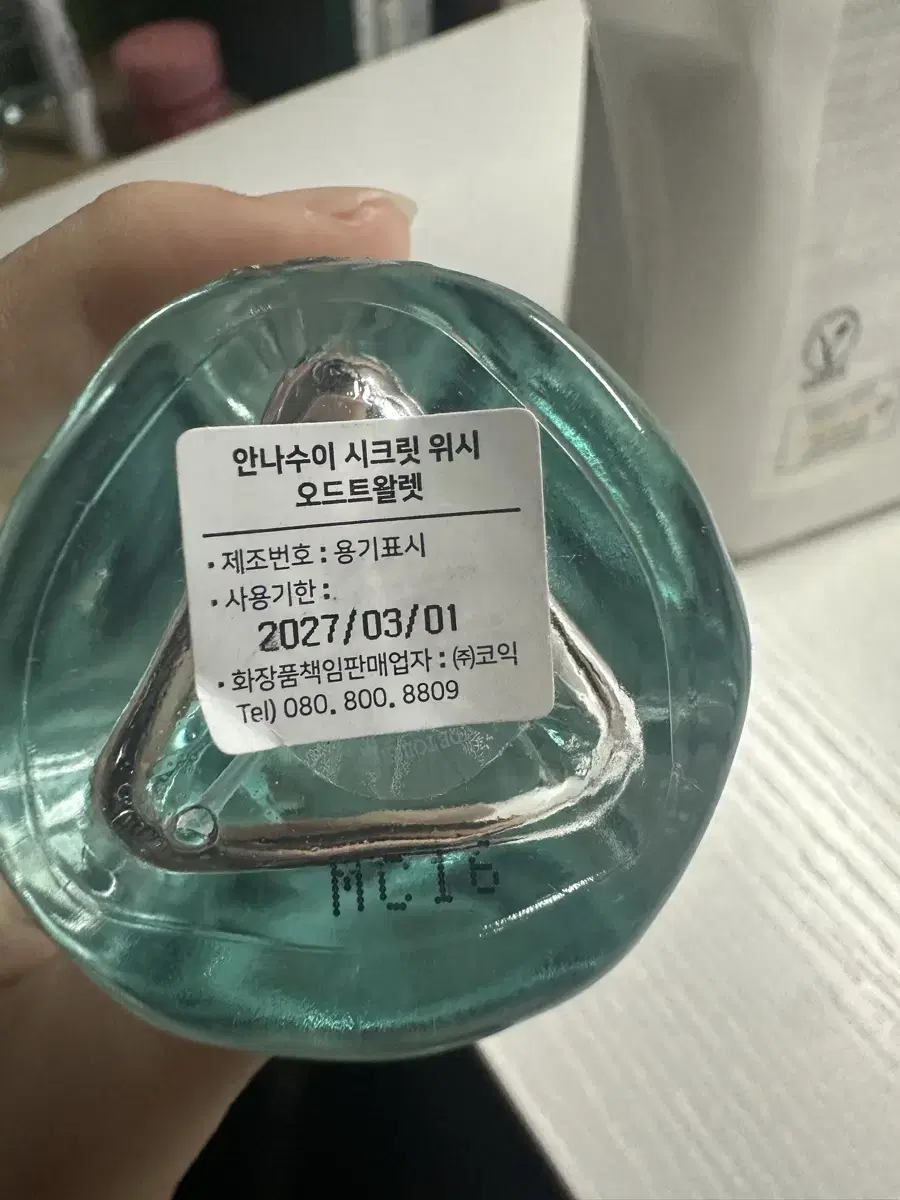 안나수이 시크릿 위시
오드트왈렛
· 제조번호 : 용기표시
· 사용기한 :
2027/03/01
· 화장품책임판매업자 : ㈜코익
Tel) 080. 800. 8809
MC16